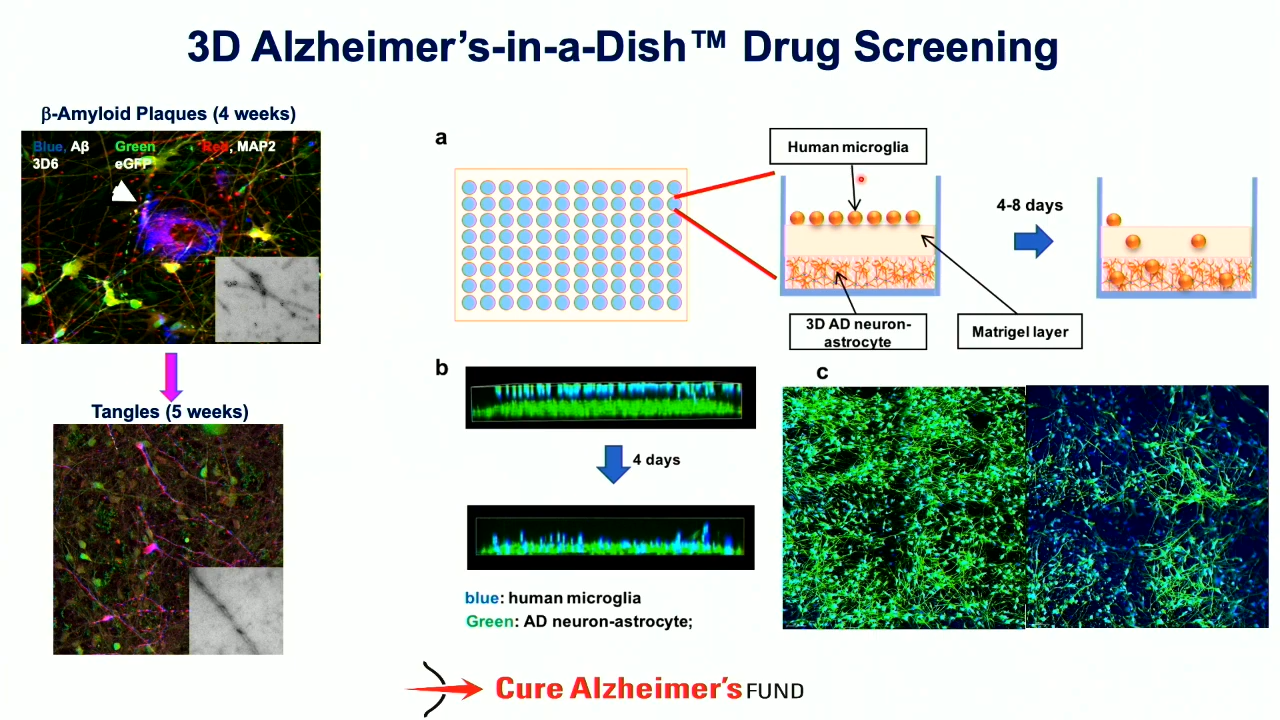 3D Alzheimer's-in-a-Dish™ Drug Screening
β-Amyloid Plaques (4 weeks)
Blue, Aβ
3D6
Green
eGFP
Red, MAP2
Tangles (5 weeks)
a
Human microglia
4-8 days
3D AD neuron-
astrocyte
Matrigel layer
b
4 days
blue: human microglia
Green: AD neuron-astrocyte;
c
Cure Alzheimer's FUND